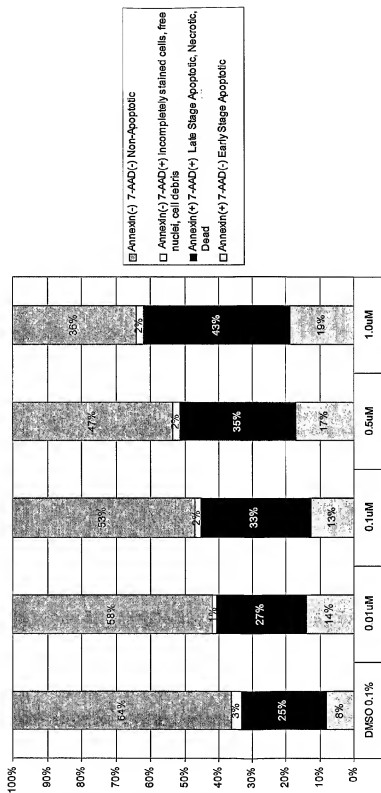 Annexin(-) 7-AAD(-) Non-Apoptotic
Annexin(-) 7-AAD(+) Incompletely stained cells, free
nuclei, cell debris
Annexin(+) 7-AAD(+) Late Stage Apoptotic, Necrotic,
Dead
Annexin(+) 7-AAD(-) Early Stage Apoptotic
100%
90%
80%
70%
60%
50%
40%
30%
20%
10%
0%
64%
3%
25%
8%
58%
1%
27%
14%
53%
2%
33%
13%
47%
2%
35%
17%
36%
2%
43%
19%
DMSO 0.1%
0.01uM
0.1uM
0.5uM
1.0uM